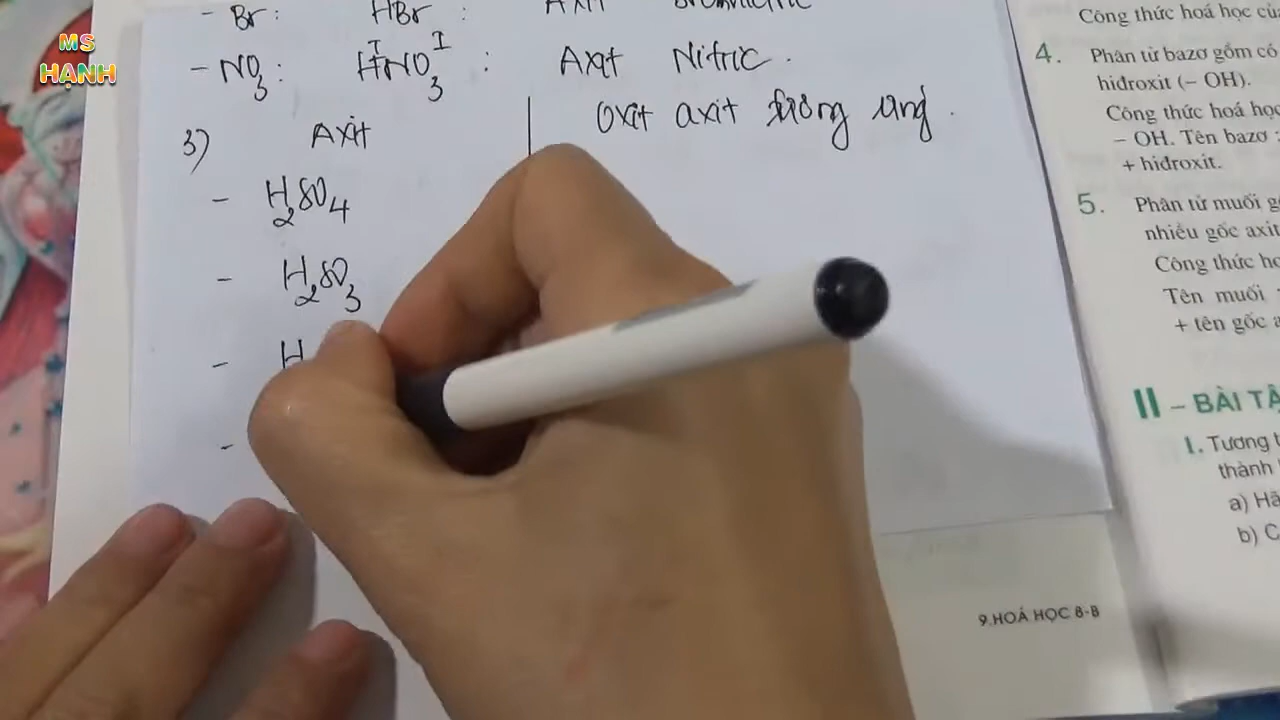 MS
HẠNH
- Br: HBr : Axit Bromhidric
- NO3: HNO3 : Axit Nitric.
I I
3) Axit Oxit axit tương ứng.
- H2SO4
- H2SO3
- H
-
Công thức hoá học củ
4. Phân tử bazơ gồm có
hiđroxit (– OH).
Công thức hoá học
– OH. Tên bazơ :
+ hiđroxit.
5. Phân tử muối g
nhiều gốc axit
Công thức hc
Tên muối
+ tên gốc a
II – BÀI TẬ
1. Tương t
thành
a) Hã
b) C
9.HOÁ HỌC 8-B